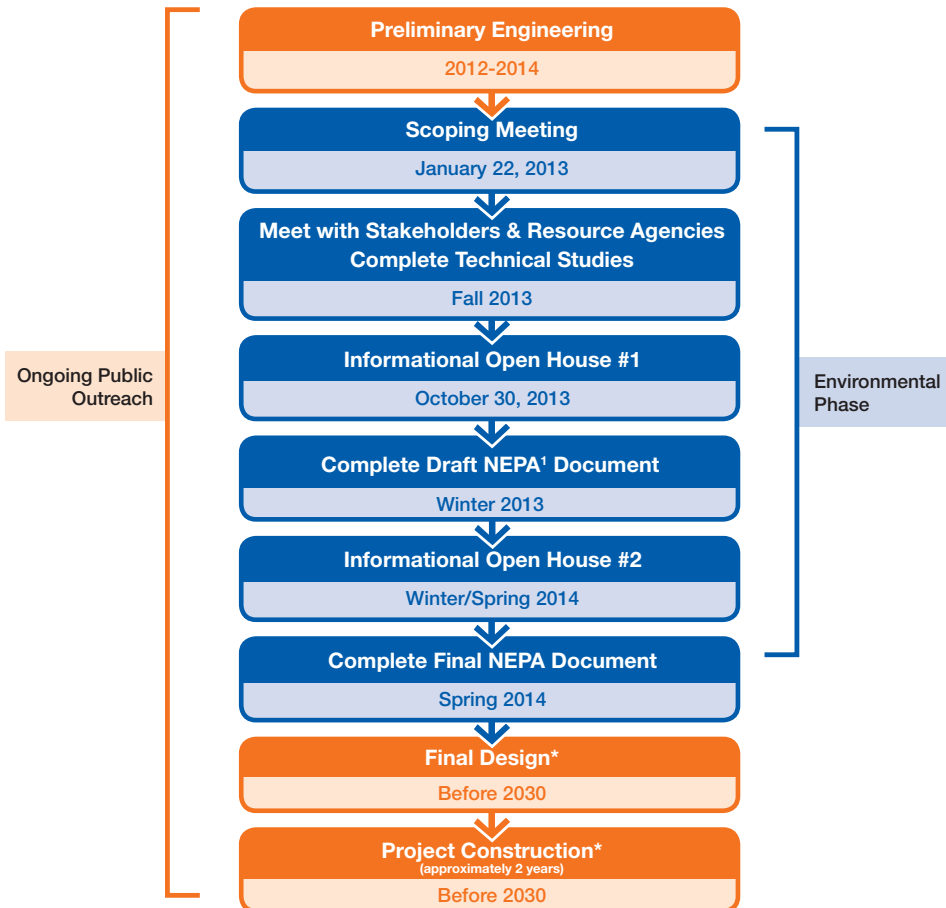 Preliminary Engineering
2012-2014
Scoping Meeting
January 22, 2013
Meet with Stakeholders & Resource Agencies
Complete Technical Studies
Fall 2013
Informational Open House #1
October 30, 2013
Complete Draft NEPA¹ Document
Winter 2013
Informational Open House #2
Winter/Spring 2014
Complete Final NEPA Document
Spring 2014
Final Design*
Before 2030
Project Construction*
(approximately 2 years)
Before 2030
Ongoing Public
Outreach
Environmental
Phase